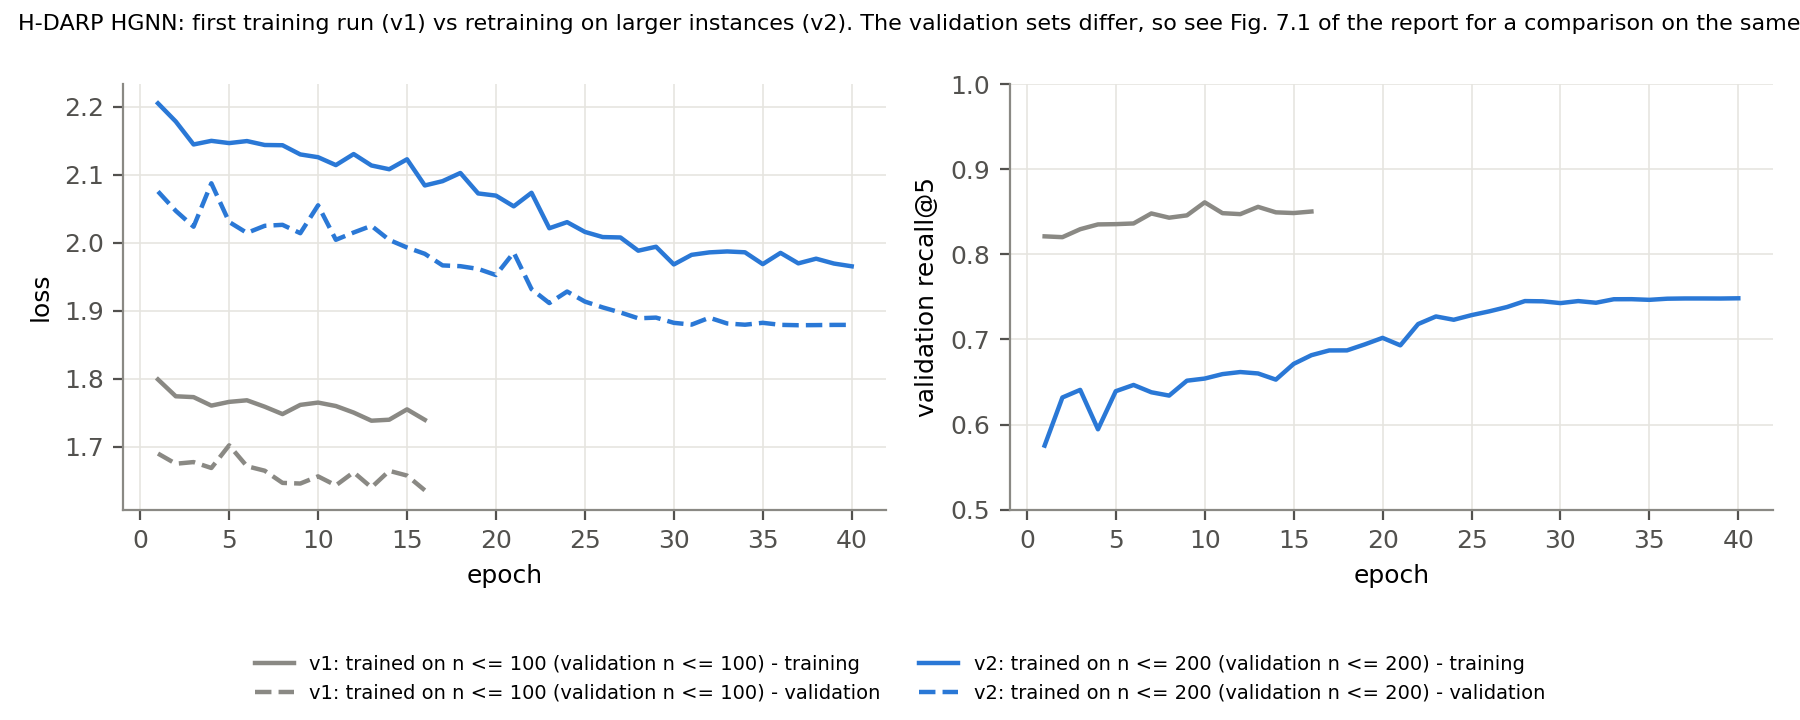 H-DARP HGNN: first training run (v1) vs retraining on larger instances (v2). The validation sets differ, so see Fig. 7.1 of the report for a comparison on the same
loss
2.2
2.1
2.0
1.9
1.8
1.7
0 5 10 15 20 25 30 35 40
epoch
validation recall@5
1.0
0.9
0.8
0.7
0.6
0.5
0 5 10 15 20 25 30 35 40
epoch
v1: trained on n <= 100 (validation n <= 100) - training
v1: trained on n <= 100 (validation n <= 100) - validation
v2: trained on n <= 200 (validation n <= 200) - training
v2: trained on n <= 200 (validation n <= 200) - validation